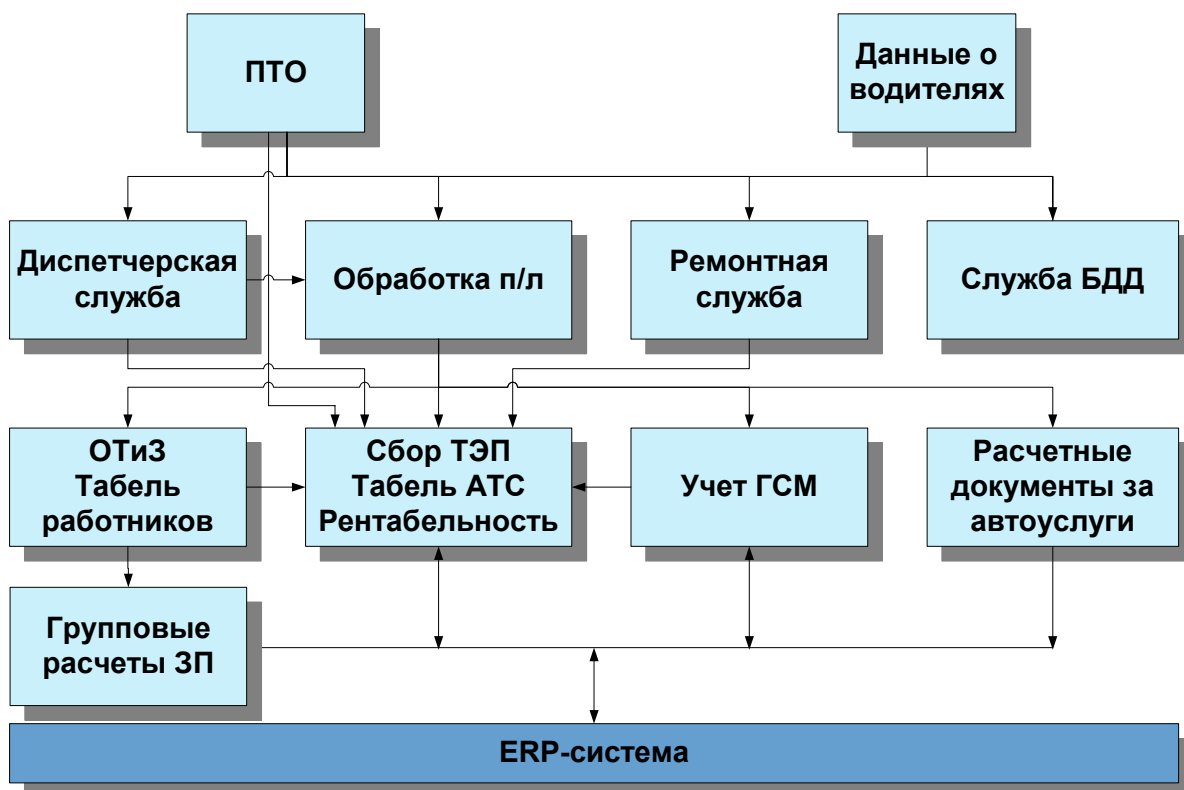 ПТО
Данные о
водителях
Диспетчерская
служба
Обработка п/л
Ремонтная
служба
Служба БДД
ОТиЗ
Табель
работников
Сбор ТЭП
Табель АТС
Рентабельность
Учет ГСМ
Расчетные
документы за
автоуслуги
Групповые
расчеты ЗП
ERP-система